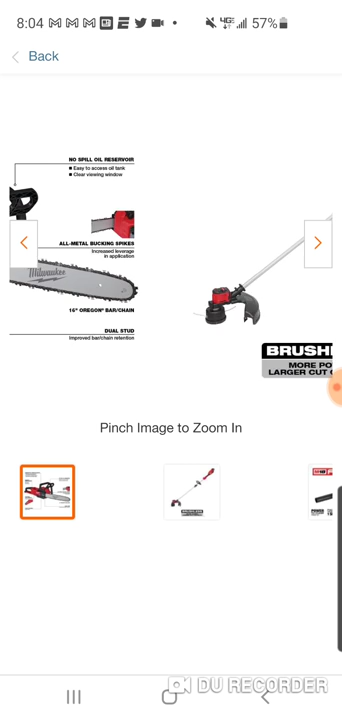 8:04
4G
57%
Back
NO SPILL OIL RESERVOIR
■ Easy to access oil tank
■ Clear viewing window
ALL-METAL BUCKING SPIKES
Increased leverage
in application
Milwaukee
16" OREGON® BAR/CHAIN
DUAL STUD
Improved bar/chain retention
BRUSH
MORE PO
LARGER CUT
Pinch Image to Zoom In
DU RECORDER